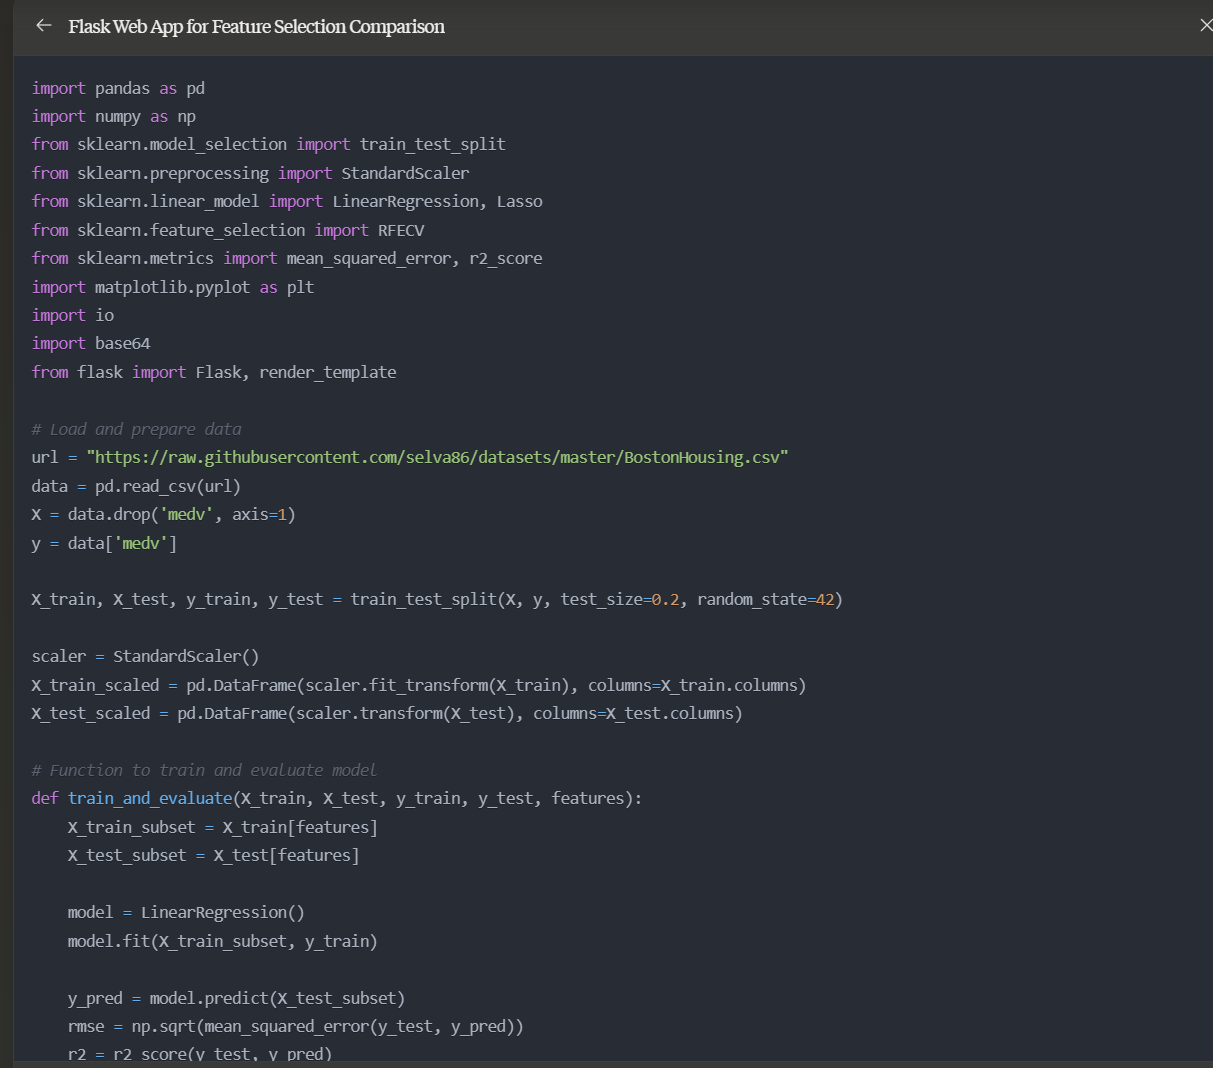 Flask Web App for Feature Selection Comparison
import pandas as pd
import numpy as np
from sklearn.model_selection import train_test_split
from sklearn.preprocessing import StandardScaler
from sklearn.linear_model import LinearRegression, Lasso
from sklearn.feature_selection import RFECV
from sklearn.metrics import mean_squared_error, r2_score
import matplotlib.pyplot as plt
import io
import base64
from flask import Flask, render_template
# Load and prepare data
url = "https://raw.githubusercontent.com/selva86/datasets/master/BostonHousing.csv"
data = pd.read_csv(url)
X = data.drop('medv', axis=1)
y = data['medv']
X_train, X_test, y_train, y_test = train_test_split(X, y, test_size=0.2, random_state=42)
scaler = StandardScaler()
X_train_scaled = pd.DataFrame(scaler.fit_transform(X_train), columns=X_train.columns)
X_test_scaled = pd.DataFrame(scaler.transform(X_test), columns=X_test.columns)
# Function to train and evaluate model
def train_and_evaluate(X_train, X_test, y_train, y_test, features):
    X_train_subset = X_train[features]
    X_test_subset = X_test[features]
    model = LinearRegression()
    model.fit(X_train_subset, y_train)
    y_pred = model.predict(X_test_subset)
    rmse = np.sqrt(mean_squared_error(y_test, y_pred))
    r2 = r2_score(y_test, y_pred)